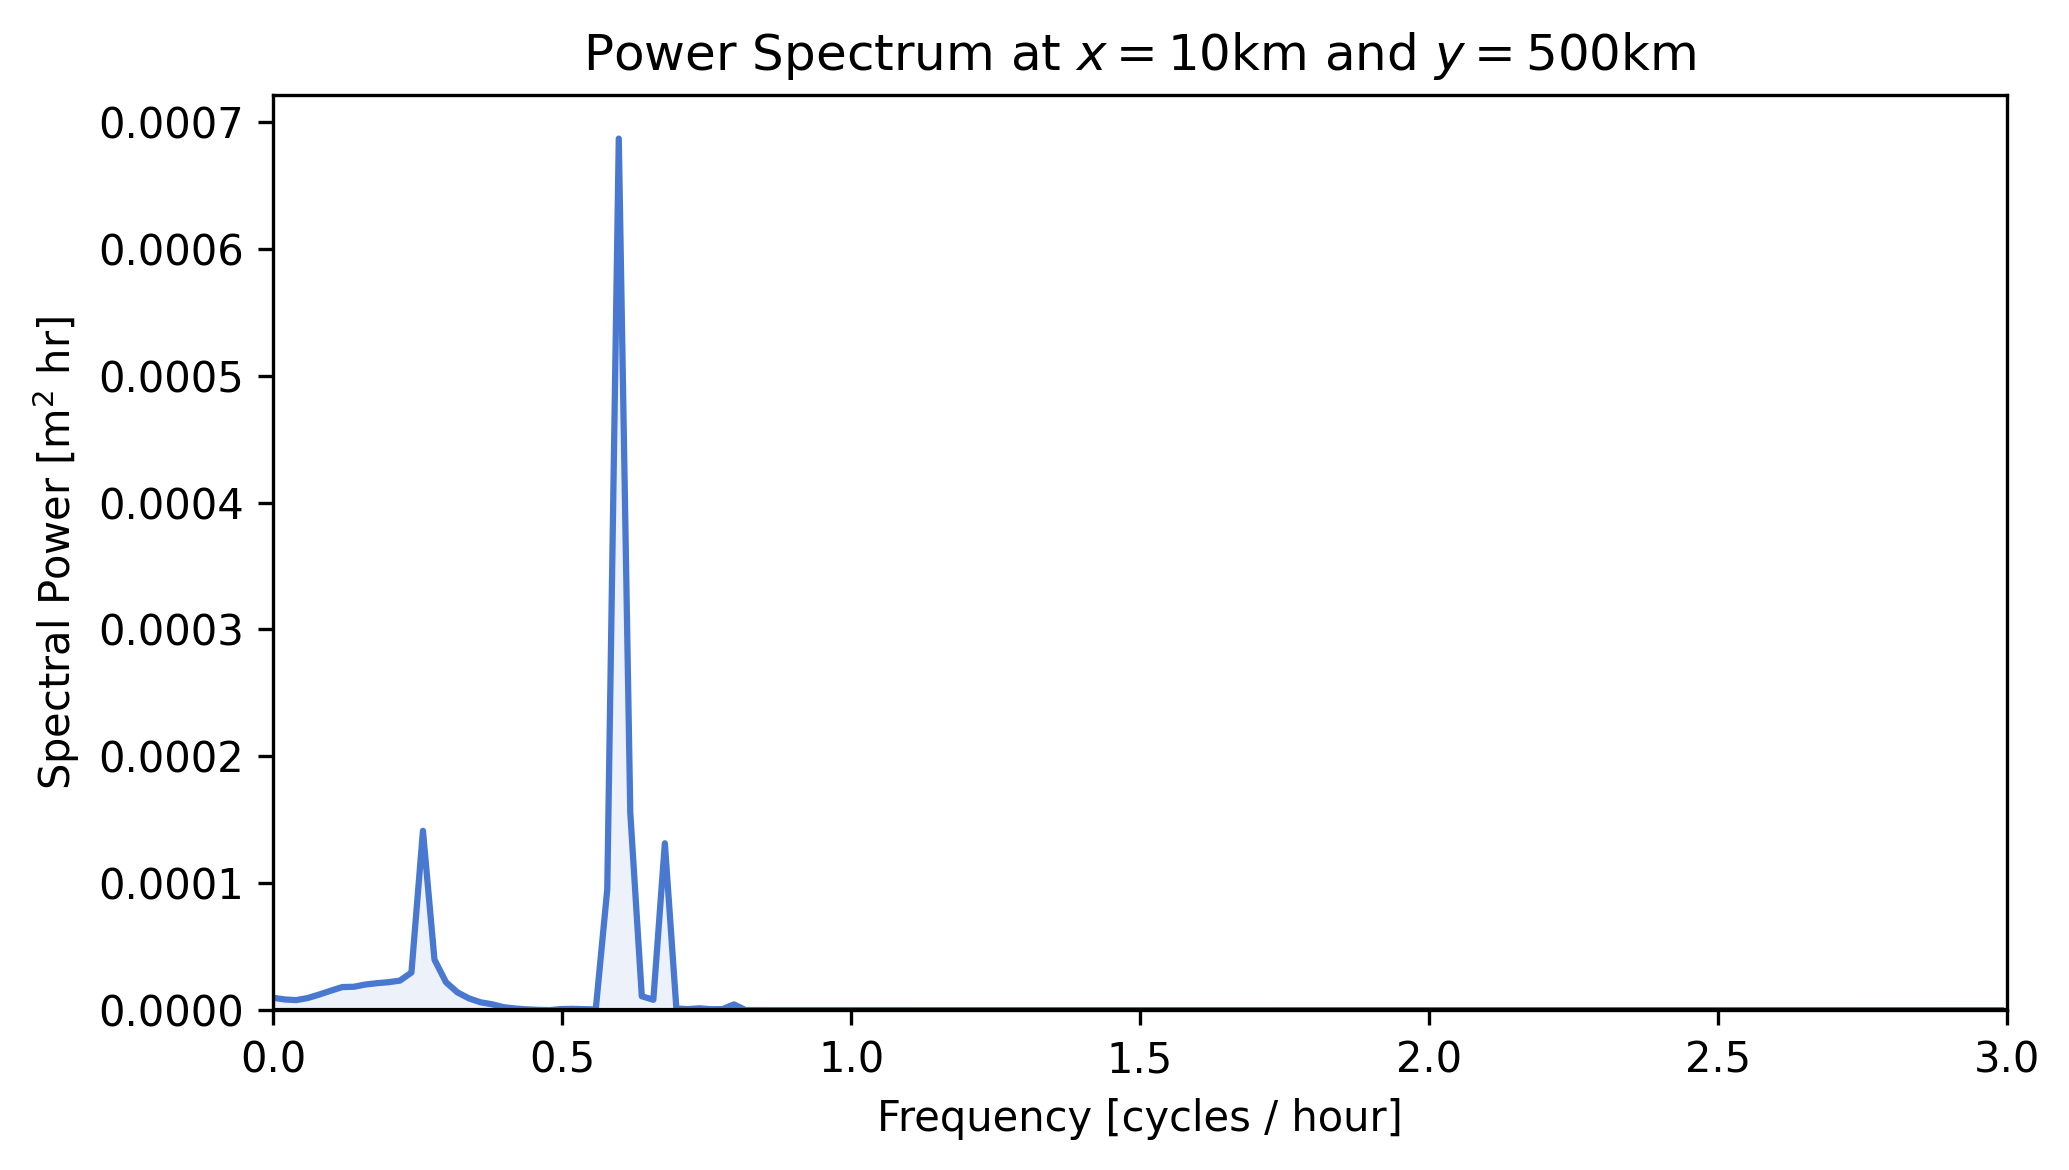 Power Spectrum at x = 10km and y = 500km
0.0007
0.0006
0.0005
0.0004
0.0003
0.0002
0.0001
0.0000
Spectral Power [m² hr]
0.0 0.5 1.0 1.5 2.0 2.5 3.0
Frequency [cycles / hour]